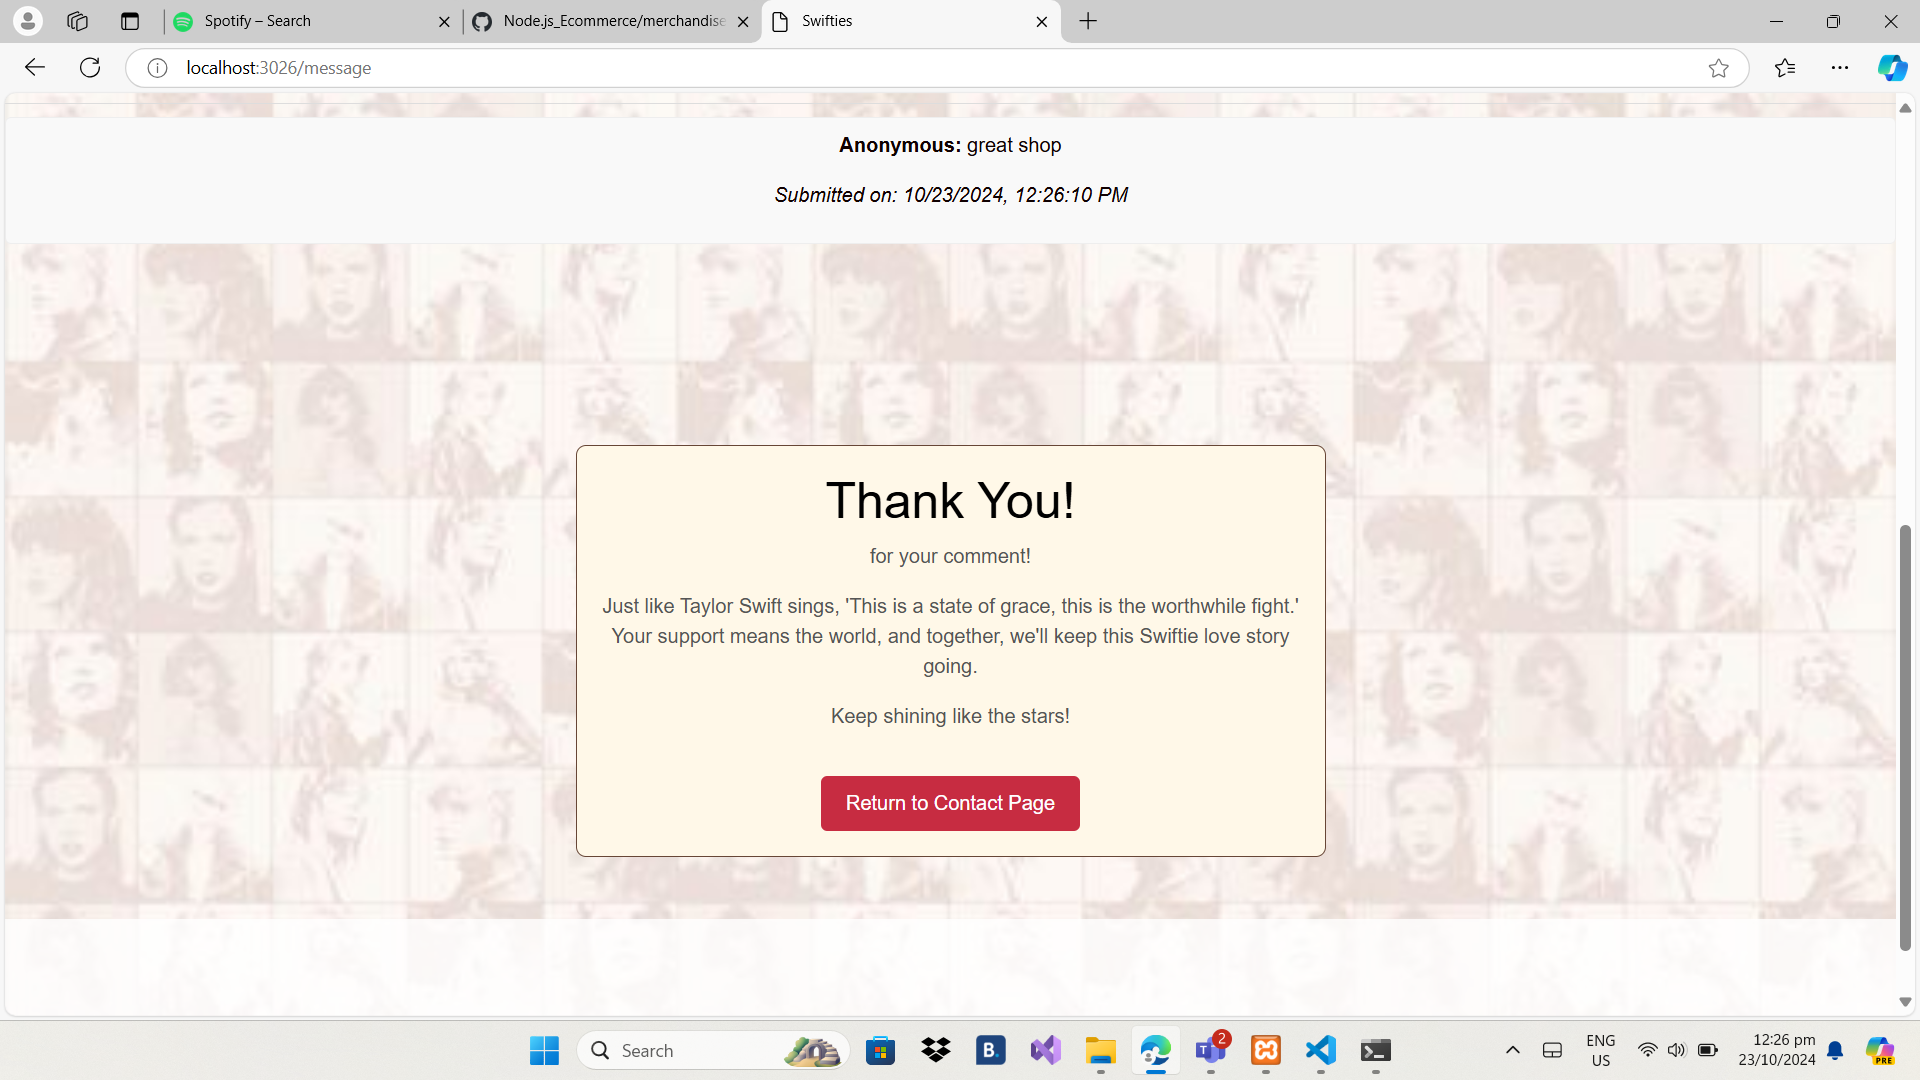 Spotify – Search
Node.js_Ecommerce/merchandise
Swifties
localhost:3026/message
Anonymous: great shop
Submitted on: 10/23/2024, 12:26:10 PM
Thank You!
for your comment!
Just like Taylor Swift sings, 'This is a state of grace, this is the worthwhile fight.'
Your support means the world, and together, we'll keep this Swiftie love story
going.
Keep shining like the stars!
Return to Contact Page
Search
B.
T
2
ENG
US
12:26 pm
23/10/2024
PRE